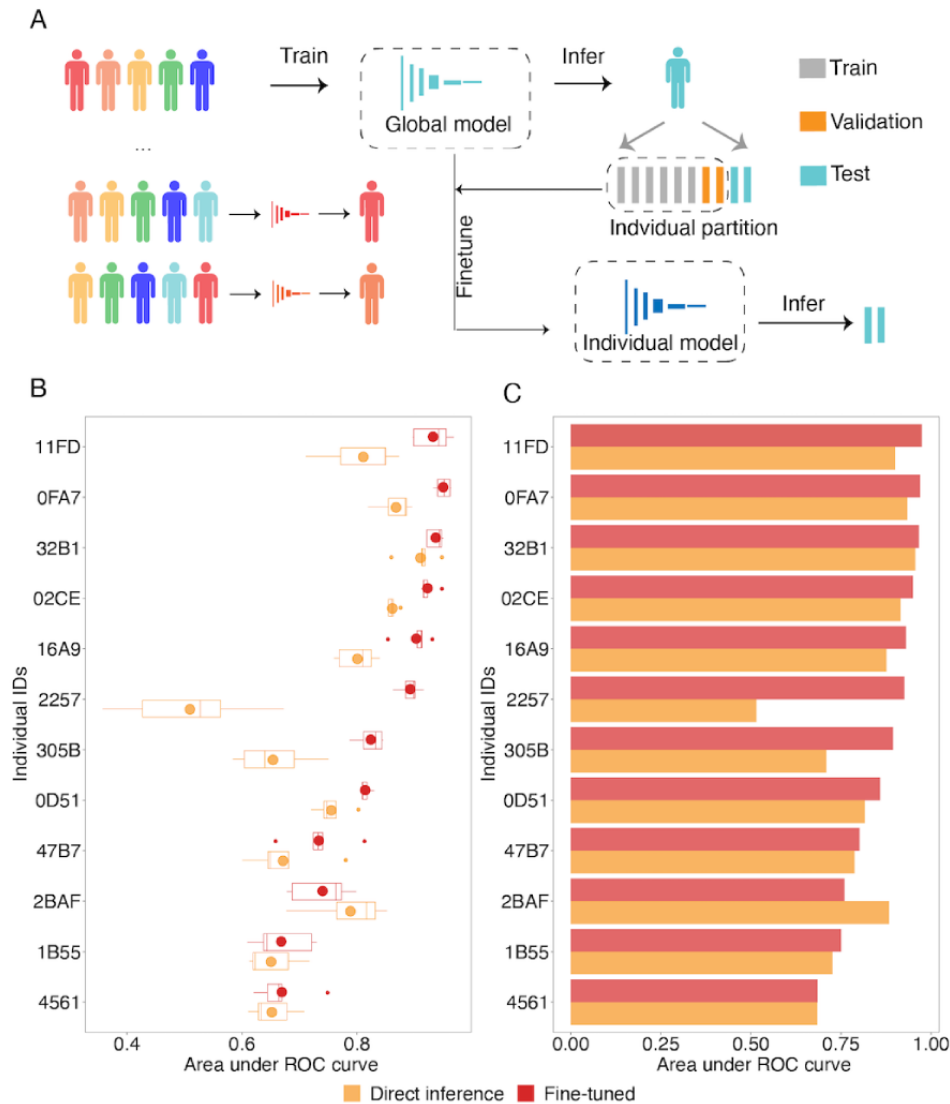 A
Train
Infer
Global model
Train
Validation
Test
...
Indvidual partition
Finetune
Individual model
Infer
B
Individual IDs
11FD
0FA7
32B1
02CE
16A9
2257
305B
0D51
47B7
2BAF
1B55
4561
0.4 0.6 0.8
Area under ROC curve
C
Individual IDs
11FD
0FA7
32B1
02CE
16A9
2257
305B
0D51
47B7
2BAF
1B55
4561
0.00 0.25 0.50 0.75 1.00
Area under ROC curve
Direct inference Fine-tuned